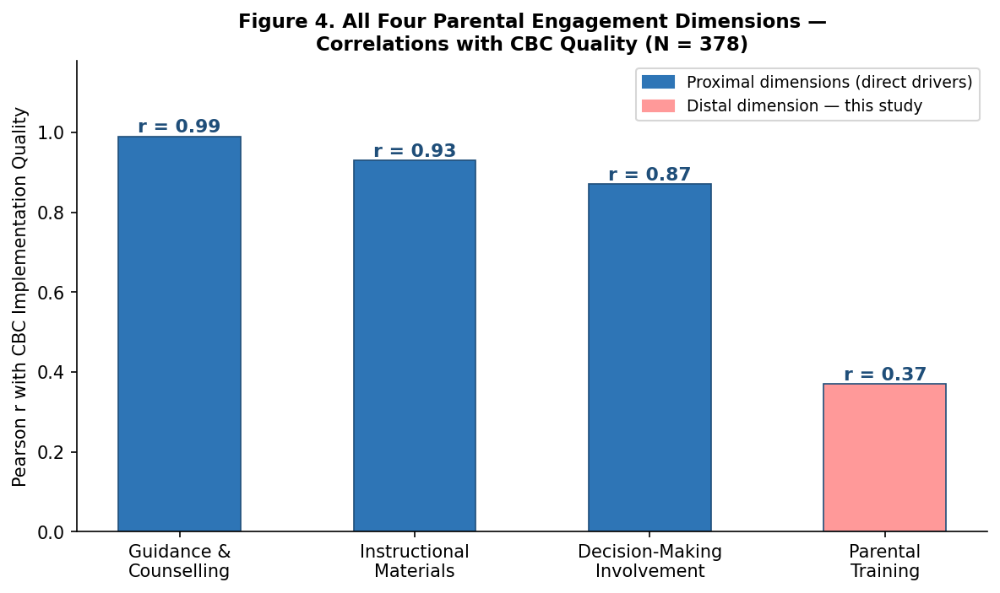 Figure 4. All Four Parental Engagement Dimensions —
Correlations with CBC Quality (N = 378)
Proximal dimensions (direct drivers)
Distal dimension — this study
Pearson r with CBC Implementation Quality
1.0
0.8
0.6
0.4
0.2
0.0
r = 0.99
r = 0.93
r = 0.87
r = 0.37
Guidance &
Counselling
Instructional
Materials
Decision-Making
Involvement
Parental
Training